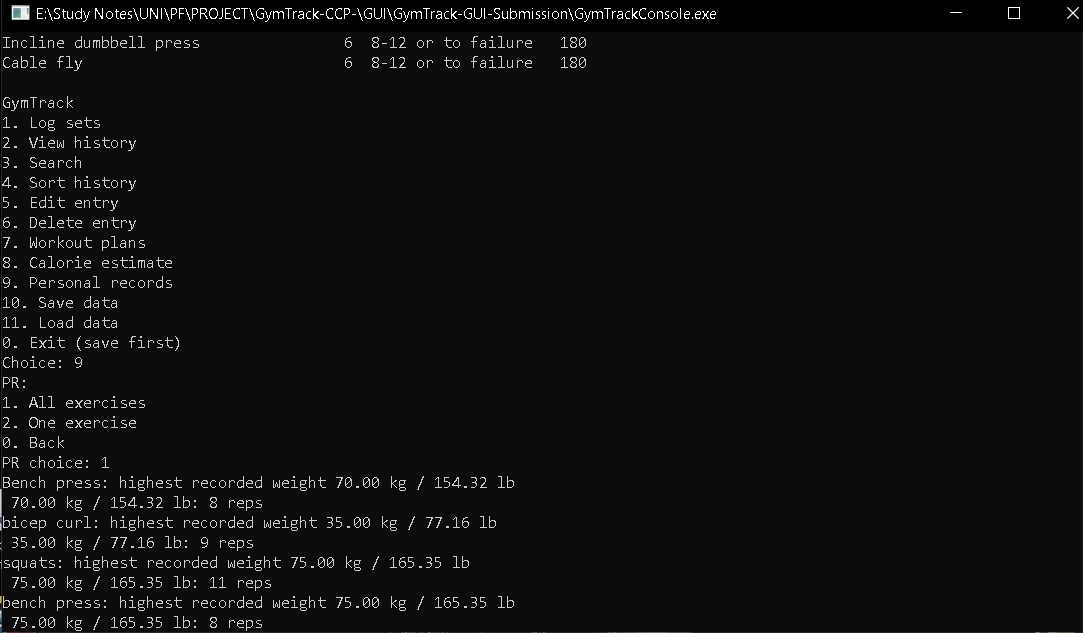 E:\Study Notes\UNI\PF\PROJECT\GymTrack-CCP-\GUI\GymTrack-GUI-Submission\GymTrackConsole.exe
Incline dumbbell press 6 8-12 or to failure 180
Cable fly 6 8-12 or to failure 180
GymTrack
1. Log sets
2. View history
3. Search
4. Sort history
5. Edit entry
6. Delete entry
7. Workout plans
8. Calorie estimate
9. Personal records
10. Save data
11. Load data
0. Exit (save first)
Choice: 9
PR:
1. All exercises
2. One exercise
0. Back
PR choice: 1
Bench press: highest recorded weight 70.00 kg / 154.32 lb
70.00 kg / 154.32 lb: 8 reps
bicep curl: highest recorded weight 35.00 kg / 77.16 lb
35.00 kg / 77.16 lb: 9 reps
squats: highest recorded weight 75.00 kg / 165.35 lb
75.00 kg / 165.35 lb: 11 reps
bench press: highest recorded weight 75.00 kg / 165.35 lb
75.00 kg / 165.35 lb: 8 reps